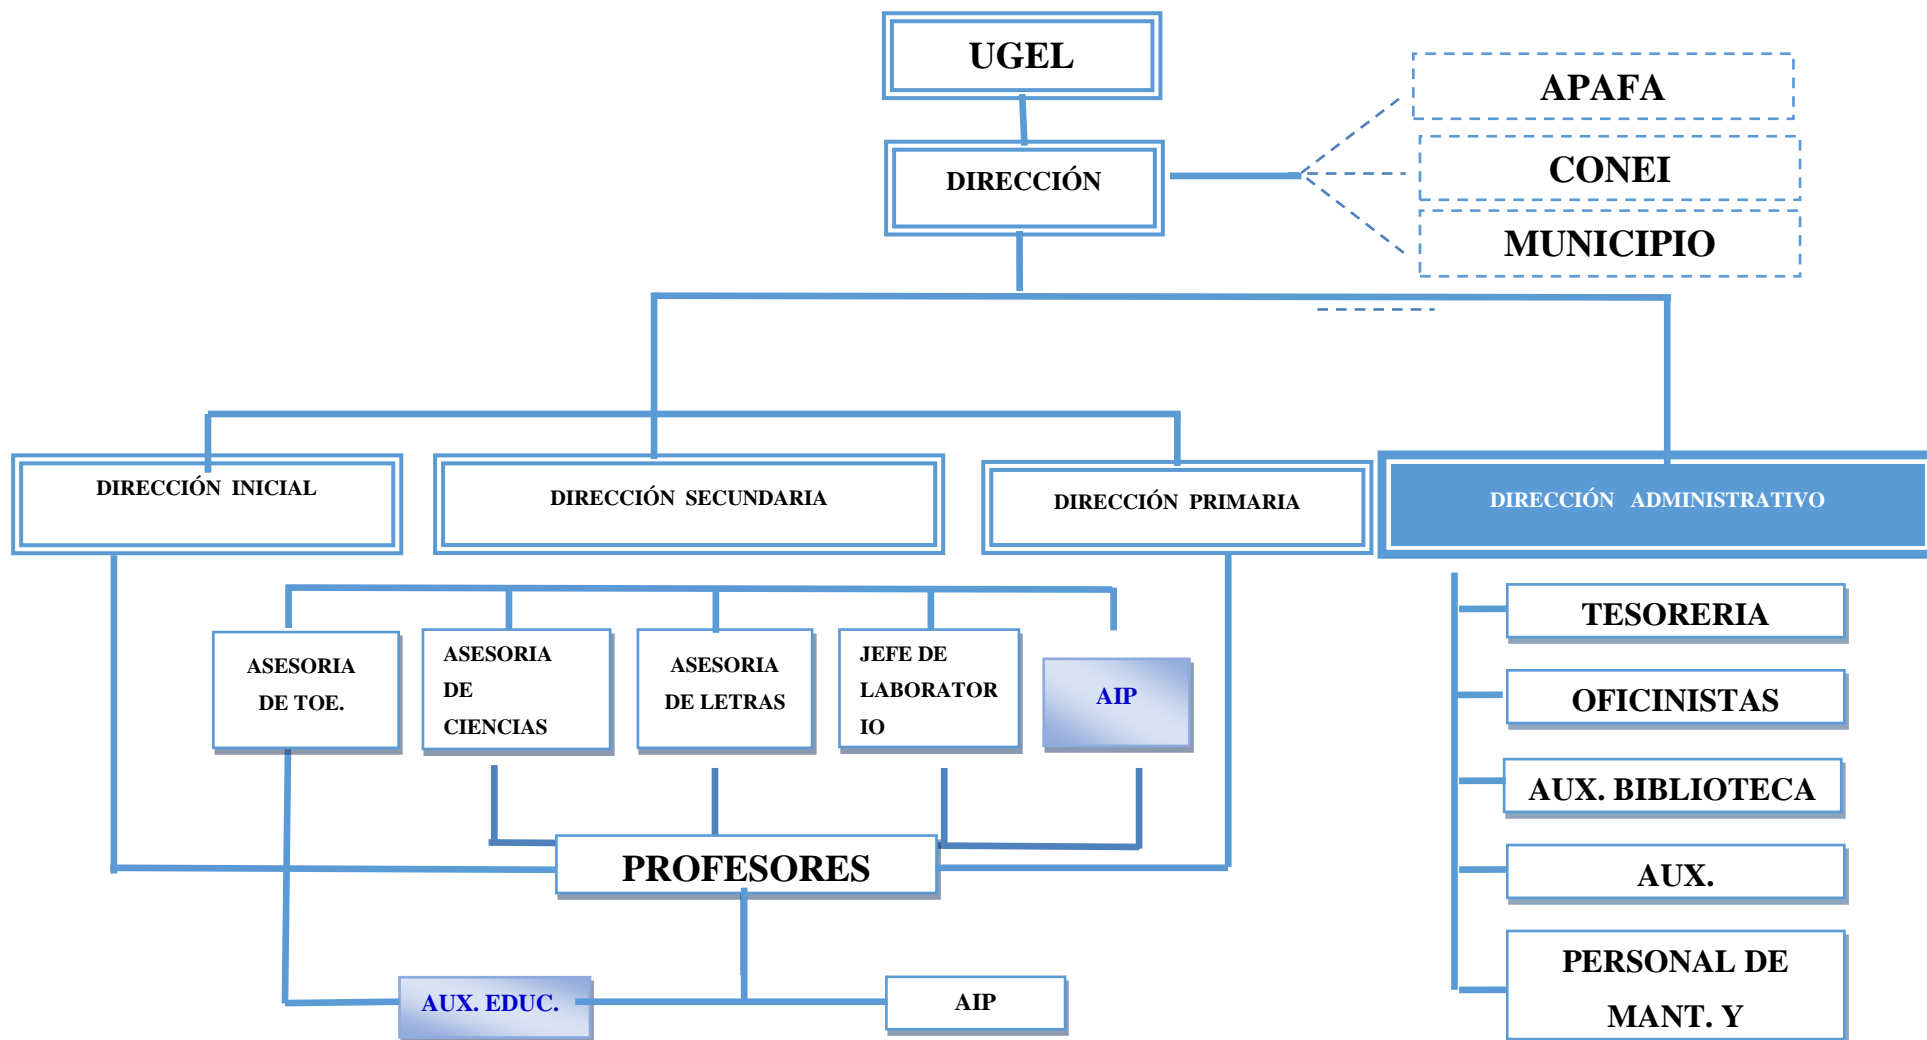 UGEL
APAFA
CONEI
MUNICIPIO
DIRECCIÓN
DIRECCIÓN INICIAL
DIRECCIÓN SECUNDARIA
DIRECCIÓN PRIMARIA
DIRECCIÓN ADMINISTRATIVO
ASESORIA
DE TOE.
ASESORIA
DE
CIENCIAS
ASESORIA
DE LETRAS
JEFE DE
LABORATOR
IO
AIP
PROFESORES
AUX. EDUC.
AIP
TESORERIA
OFICINISTAS
AUX. BIBLIOTECA
AUX.
PERSONAL DE
MANT. Y